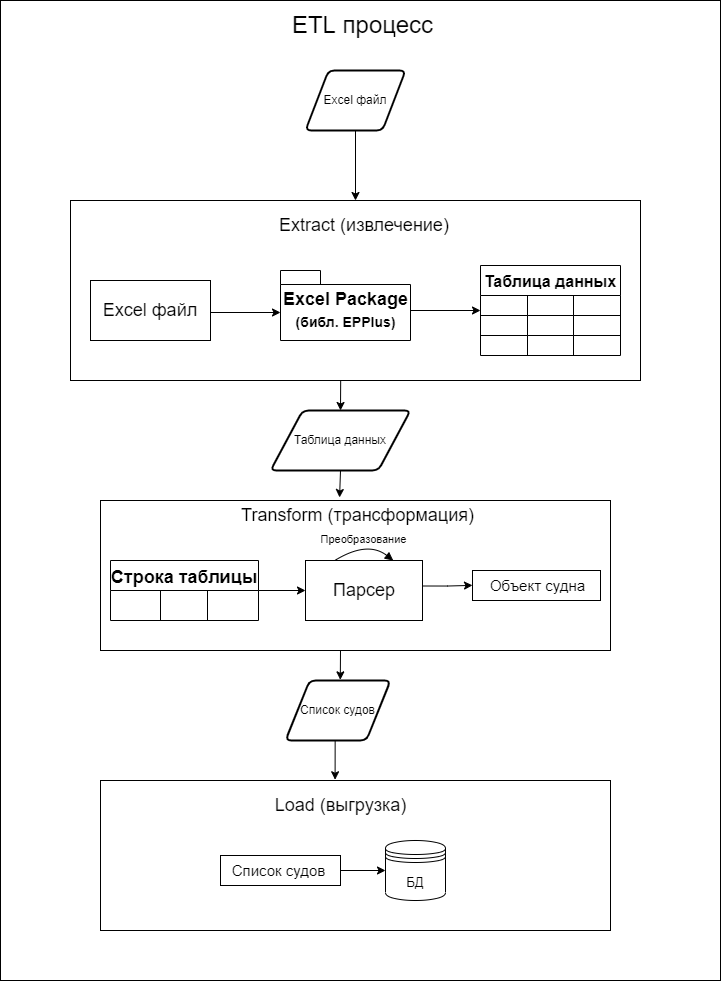 ETL процесс
Excel файл
Extract (извлечение)
Excel файл
Excel Package
(библ. EPPlus)
Таблица данных
Таблица данных
Transform (трансформация)
Преобразование
Строка таблицы
Парсер
Объект судна
Список судов
Load (выгрузка)
Список судов
БД